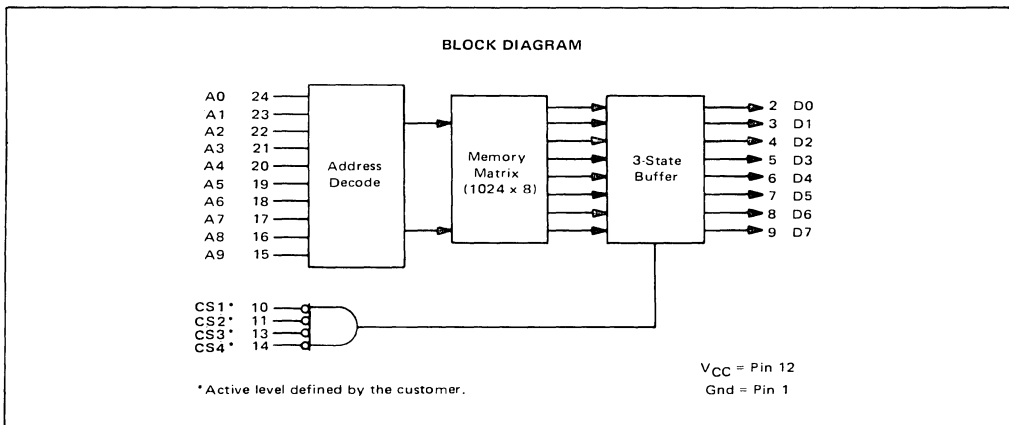 BLOCK DIAGRAM
A0 24
A1 23
A2 22
A3 21
A4 20
A5 19
A6 18
A7 17
A8 16
A9 15
Address
Decode
Memory
Matrix
(1024 x 8)
3-State
Buffer
2 D0
3 D1
4 D2
5 D3
6 D4
7 D5
8 D6
9 D7
CS1* 10
CS2* 11
CS3* 13
CS4* 14
*Active level defined by the customer.
VCC = Pin 12
Gnd = Pin 1